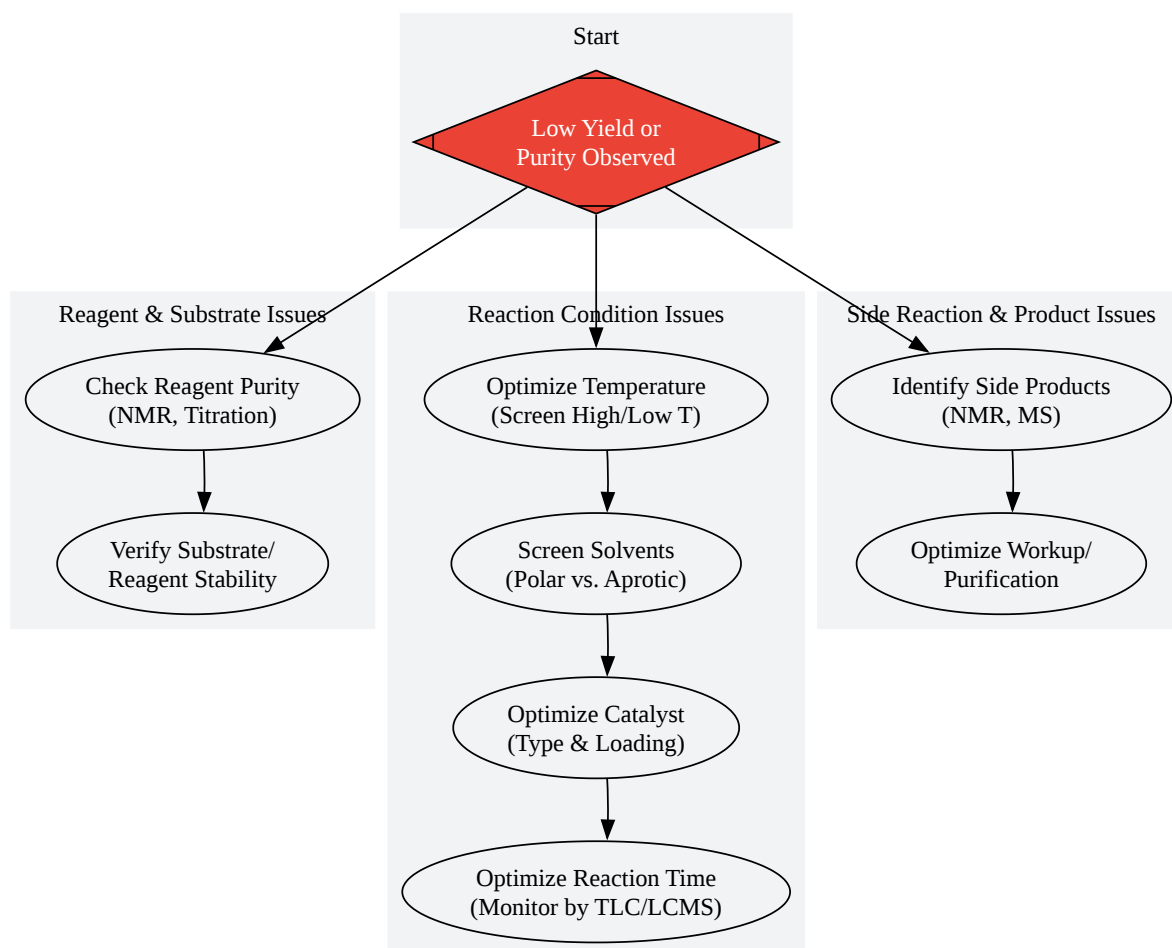 Start
Low Yield or
Purity Observed
Reagent & Substrate Issues
Check Reagent Purity
(NMR, Titration)
Verify Substrate/
Reagent Stability
Reaction Condition Issues
Optimize Temperature
(Screen High/Low T)
Screen Solvents
(Polar vs. Aprotic)
Optimize Catalyst
(Type & Loading)
Optimize Reaction Time
(Monitor by TLC/LCMS)
Side Reaction & Product Issues
Identify Side Products
(NMR, MS)
Optimize Workup/
Purification